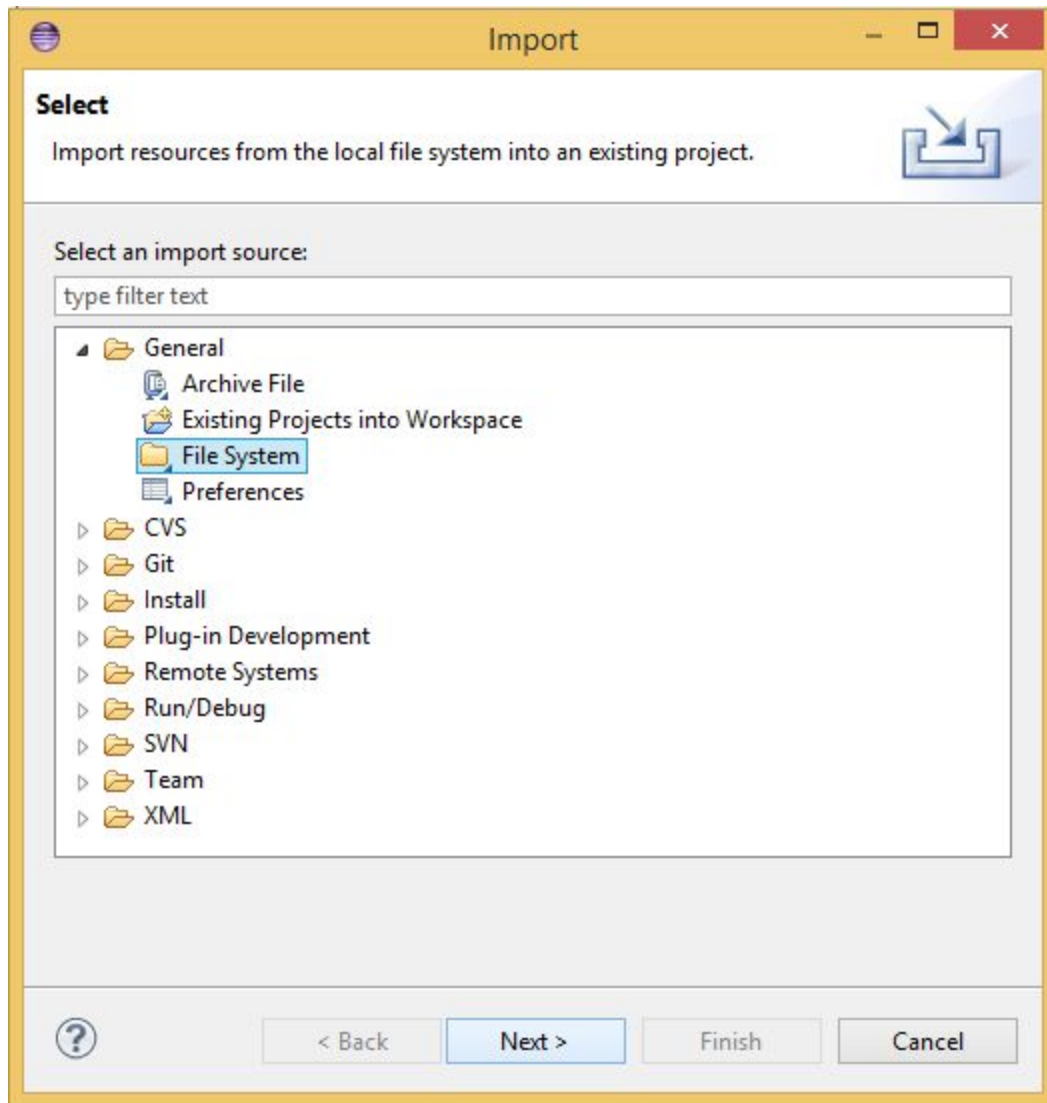 Import
Select
Import resources from the local file system into an existing project.
Select an import source:
type filter text
General
Archive File
Existing Projects into Workspace
File System
Preferences
CVS
Git
Install
Plug-in Development
Remote Systems
Run/Debug
SVN
Team
XML
? < Back Next > Finish Cancel